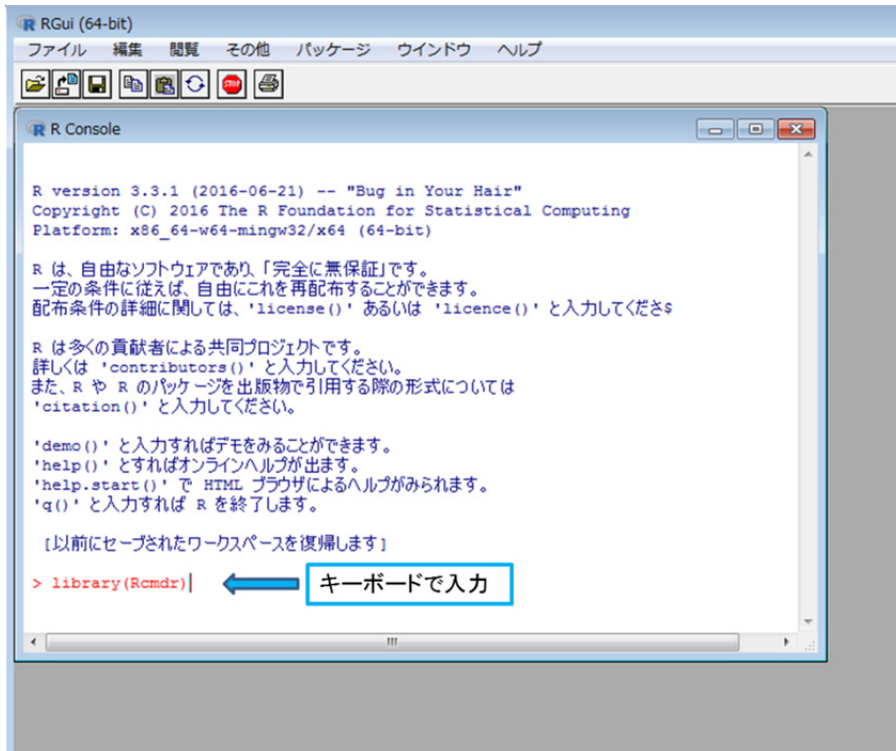 RGui (64-bit)
ファイル 編集 閲覧 その他 パッケージ ウインドウ ヘルプ
STOP
R Console
R version 3.3.1 (2016-06-21) -- "Bug in Your Hair"
Copyright (C) 2016 The R Foundation for Statistical Computing
Platform: x86_64-w64-mingw32/x64 (64-bit)
R は、自由なソフトウェアであり、「完全に無保証」です。
一定の条件に従えば、自由にこれを再配布することができます。
配布条件の詳細に関しては、'license()' あるいは 'licence()' と入力してくださ$
R は多くの貢献者による共同プロジェクトです。
詳しくは 'contributors()' と入力してください。
また、R や R のパッケージを出版物で引用する際の形式については
'citation()' と入力してください。
'demo()' と入力すればデモをみることができます。
'help()' とすればオンラインヘルプが出ます。
'help.start()' で HTML ブラウザによるヘルプがみられます。
'q()' と入力すれば R を終了します。
[以前にセーブされたワークスペースを復帰します]
> library(Rcmdr)
キーボードで入力